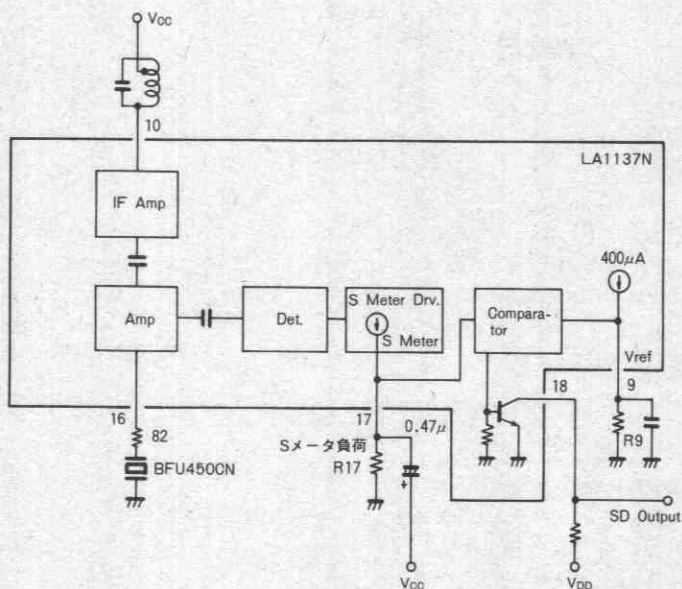 Vcc
10
LA1137N
IF Amp
400μA
S Meter Drv.
S Meter
Compara-
tor
Amp
Det.
Vref
18
9
16
17
82
0.47μ
Sメータ負荷
R17
R9
BFU450CN
+
SD Output
Vcc
VDD